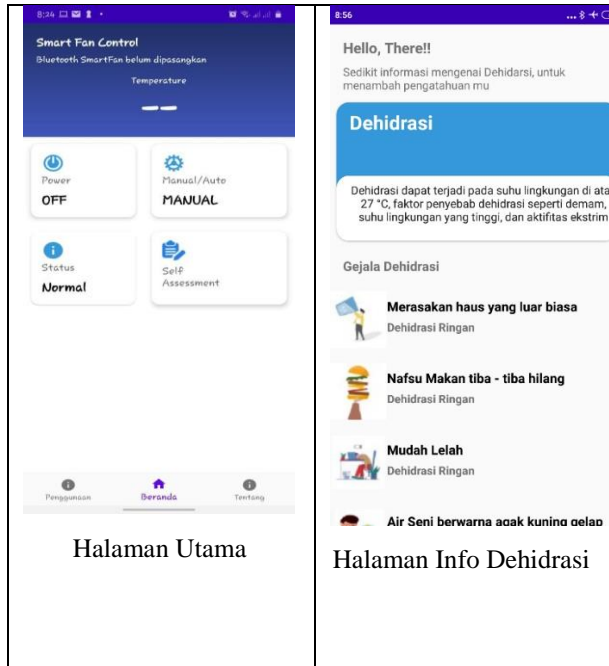 8:24
Smart Fan Control
Bluetooth SmartFan belum dipasangkan
Temperature
--
Power
OFF
Manual/Auto
MANUAL
Status
Normal
Self
Assessment
Penggunaan
Beranda
Tentang
Halaman Utama
8:56
Hello, There!!
Sedikit informasi mengenai Dehidarsi, untuk
menambah pengatahuan mu
Dehidrasi
Dehidrasi dapat terjadi pada suhu lingkungan di ata
27 °C, faktor penyebab dehidrasi seperti demam,
suhu lingkungan yang tinggi, dan aktifitas ekstrim
Gejala Dehidrasi
Merasakan haus yang luar biasa
Dehidrasi Ringan
Nafsu Makan tiba - tiba hilang
Dehidrasi Ringan
Mudah Lelah
Dehidrasi Ringan
Air Seni berwarna agak kuning gelap
Halaman Info Dehidrasi